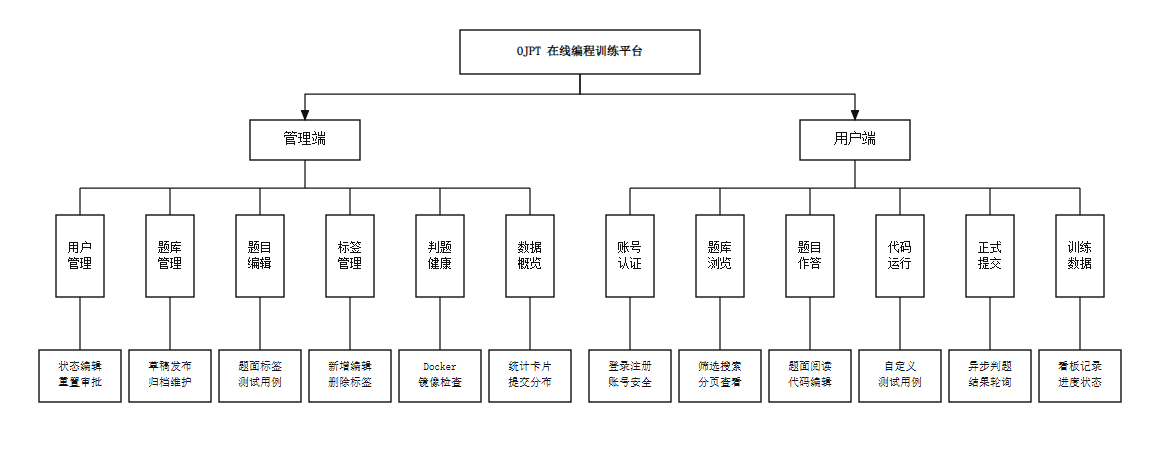 OJPT 在线编程训练平台
管理端
用户端
用户
管理
题库
管理
题目
编辑
标签
管理
判题
健康
数据
概览
账号
认证
题库
浏览
题目
作答
代码
运行
正式
提交
训练
数据
状态编辑
重置审批
草稿发布
归档维护
题面标签
测试用例
新增编辑
删除标签
Docker
镜像检查
统计卡片
提交分布
登录注册
账号安全
筛选搜索
分页查看
题面阅读
代码编辑
自定义
测试用例
异步判题
结果轮询
看板记录
进度状态